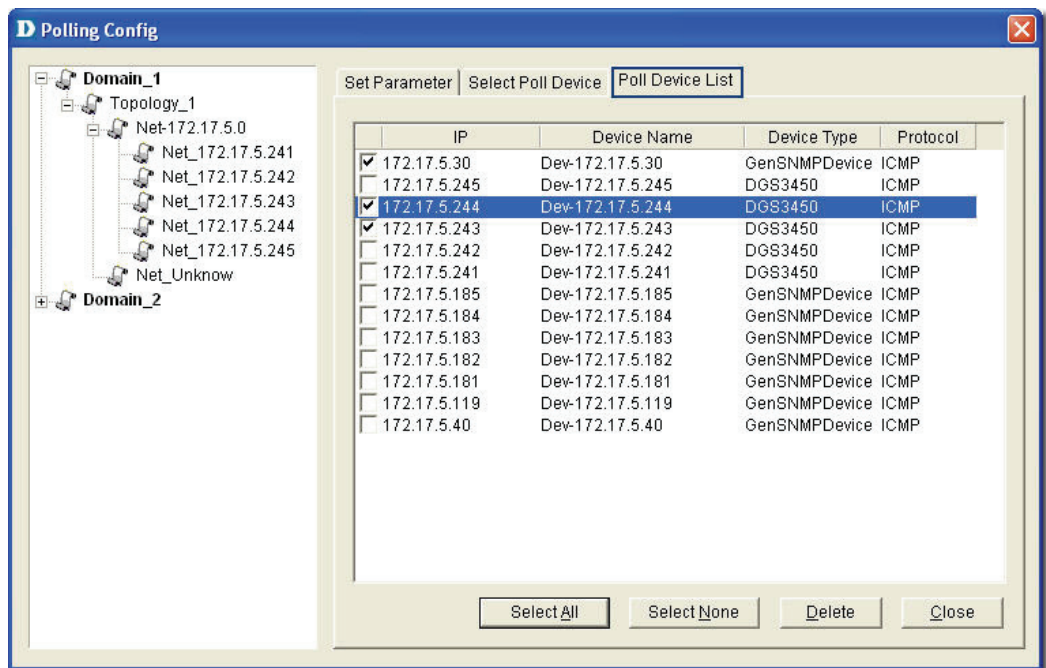 D Polling Config
Domain_1
Topology_1
Net-172.17.5.0
Net_172.17.5.241
Net_172.17.5.242
Net_172.17.5.243
Net_172.17.5.244
Net_172.17.5.245
Net_Unknow
Domain_2
Set Parameter Select Poll Device Poll Device List
IP Device Name Device Type Protocol
172.17.5.30 Dev-172.17.5.30 GenSNMPDevice ICMP
172.17.5.245 Dev-172.17.5.245 DGS3450 ICMP
172.17.5.244 Dev-172.17.5.244 DGS3450 ICMP
172.17.5.243 Dev-172.17.5.243 DGS3450 ICMP
172.17.5.242 Dev-172.17.5.242 DGS3450 ICMP
172.17.5.241 Dev-172.17.5.241 DGS3450 ICMP
172.17.5.185 Dev-172.17.5.185 GenSNMPDevice ICMP
172.17.5.184 Dev-172.17.5.184 GenSNMPDevice ICMP
172.17.5.183 Dev-172.17.5.183 GenSNMPDevice ICMP
172.17.5.182 Dev-172.17.5.182 GenSNMPDevice ICMP
172.17.5.181 Dev-172.17.5.181 GenSNMPDevice ICMP
172.17.5.119 Dev-172.17.5.119 GenSNMPDevice ICMP
172.17.5.40 Dev-172.17.5.40 GenSNMPDevice ICMP
Select All Select None Delete Close